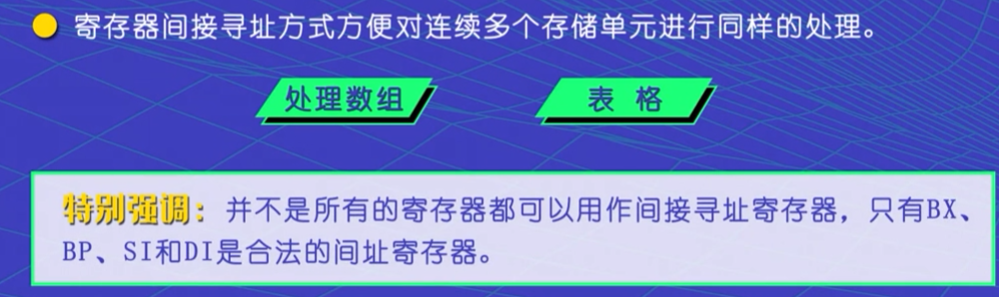 寄存器间接寻址方式方便对连续多个存储单元进行同样的处理。
处理数组
表 格
特别强调：并不是所有的寄存器都可以用作间接寻址寄存器，只有BX、
BP、SI和DI是合法的间址寄存器。